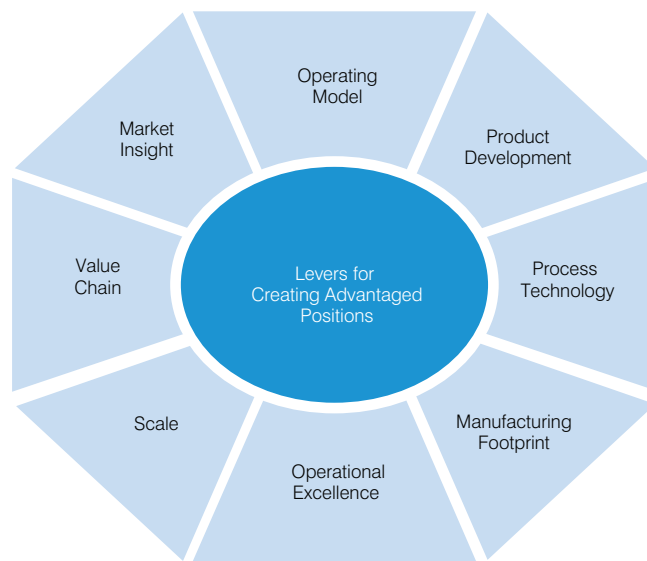 Operating
Model
Product
Development
Process
Technology
Manufacturing
Footprint
Operational
Excellence
Scale
Value
Chain
Market
Insight
Levers for
Creating Advantaged
Positions